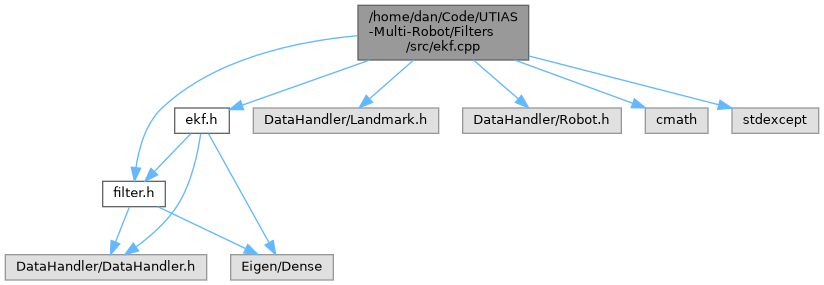 /home/dan/Code/UTIAS
-Multi-Robot/Filters
/src/ekf.cpp
ekf.h
DataHandler/Landmark.h
DataHandler/Robot.h
cmath
stdexcept
filter.h
DataHandler/DataHandler.h
Eigen/Dense